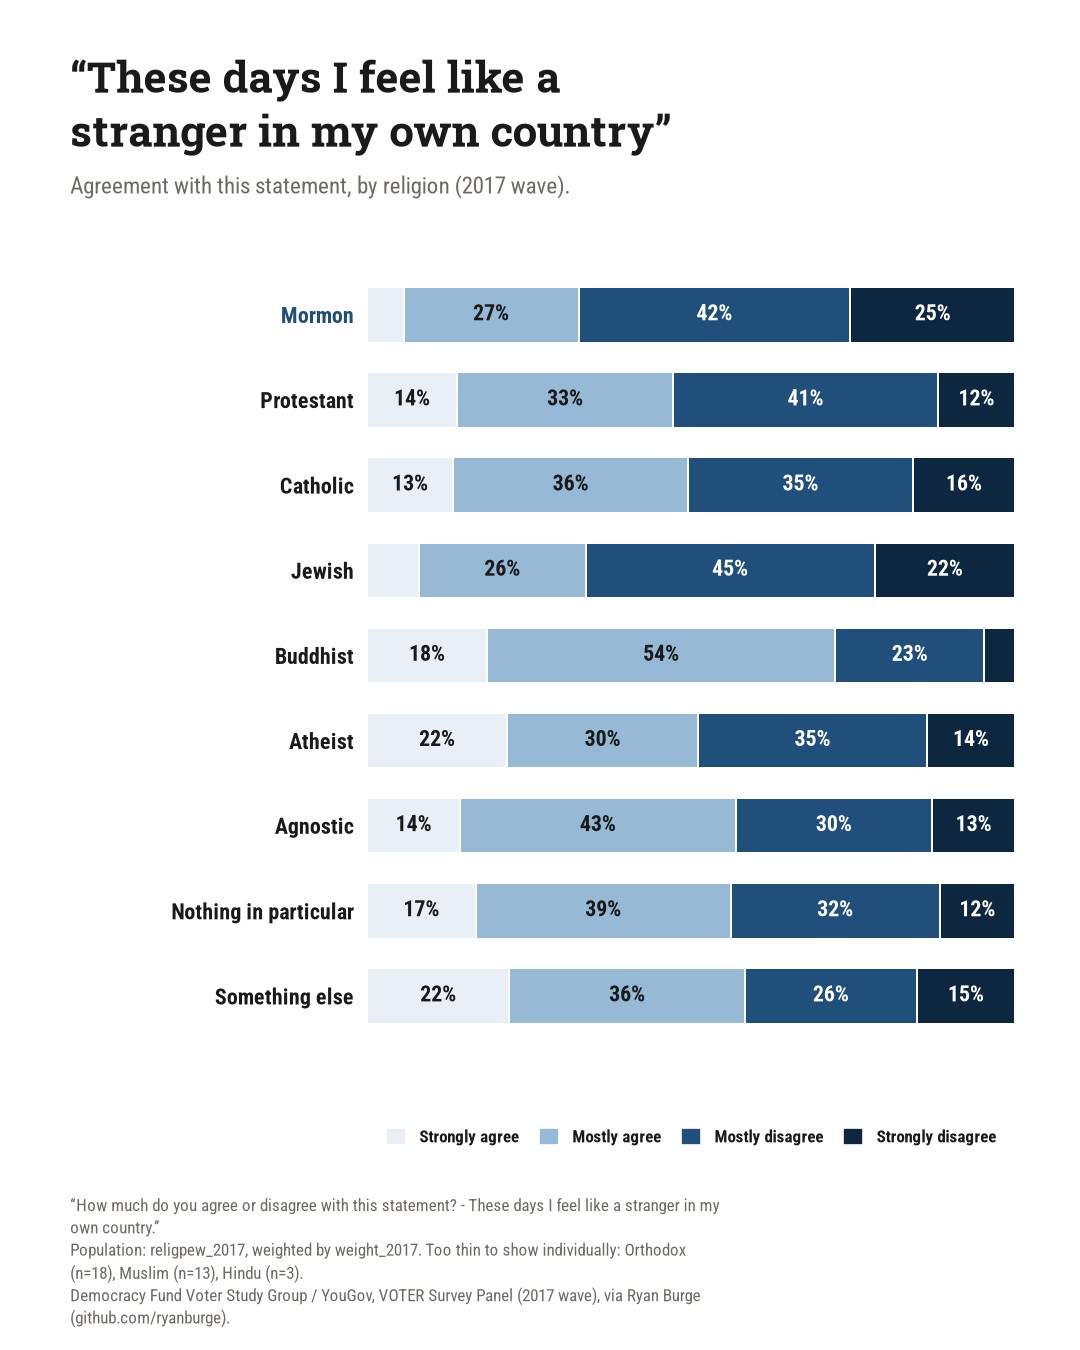 “These days I feel like a
stranger in my own country”
Agreement with this statement, by religion (2017 wave).
Mormon 27% 42% 25%
Protestant 14% 33% 41% 12%
Catholic 13% 36% 35% 16%
Jewish 26% 45% 22%
Buddhist 18% 54% 23%
Atheist 22% 30% 35% 14%
Agnostic 14% 43% 30% 13%
Nothing in particular 17% 39% 32% 12%
Something else 22% 36% 26% 15%
Strongly agree Mostly agree Mostly disagree Strongly disagree
“How much do you agree or disagree with this statement? - These days I feel like a stranger in my
own country.”
Population: religpew_2017, weighted by weight_2017. Too thin to show individually: Orthodox
(n=18), Muslim (n=13), Hindu (n=3).
Democracy Fund Voter Study Group / YouGov, VOTER Survey Panel (2017 wave), via Ryan Burge
(github.com/ryanburge).